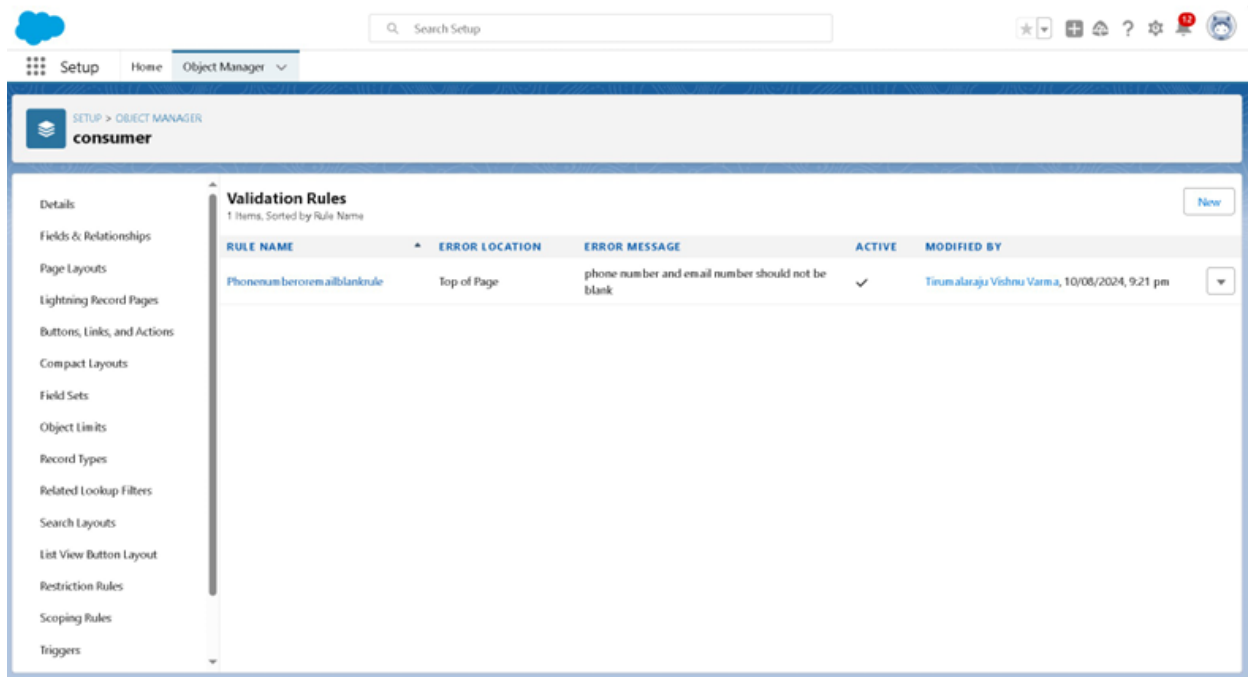 Search Setup
12
Setup
Home
Object Manager
SETUP > OBJECT MANAGER
consumer
Details
Fields & Relationships
Page Layouts
Lightning Record Pages
Buttons, Links, and Actions
Compact Layouts
Field Sets
Object Limits
Record Types
Related Lookup Filters
Search Layouts
List View Button Layout
Restriction Rules
Scoping Rules
Triggers
Validation Rules
1 Items, Sorted by Rule Name
New
RULE NAME ERROR LOCATION ERROR MESSAGE ACTIVE MODIFIED BY
Phonenumberoremailblankrule Top of Page phone number and email number should not be
blank
Tirumalaraju Vishnu Varma, 10/08/2024, 9:21 pm